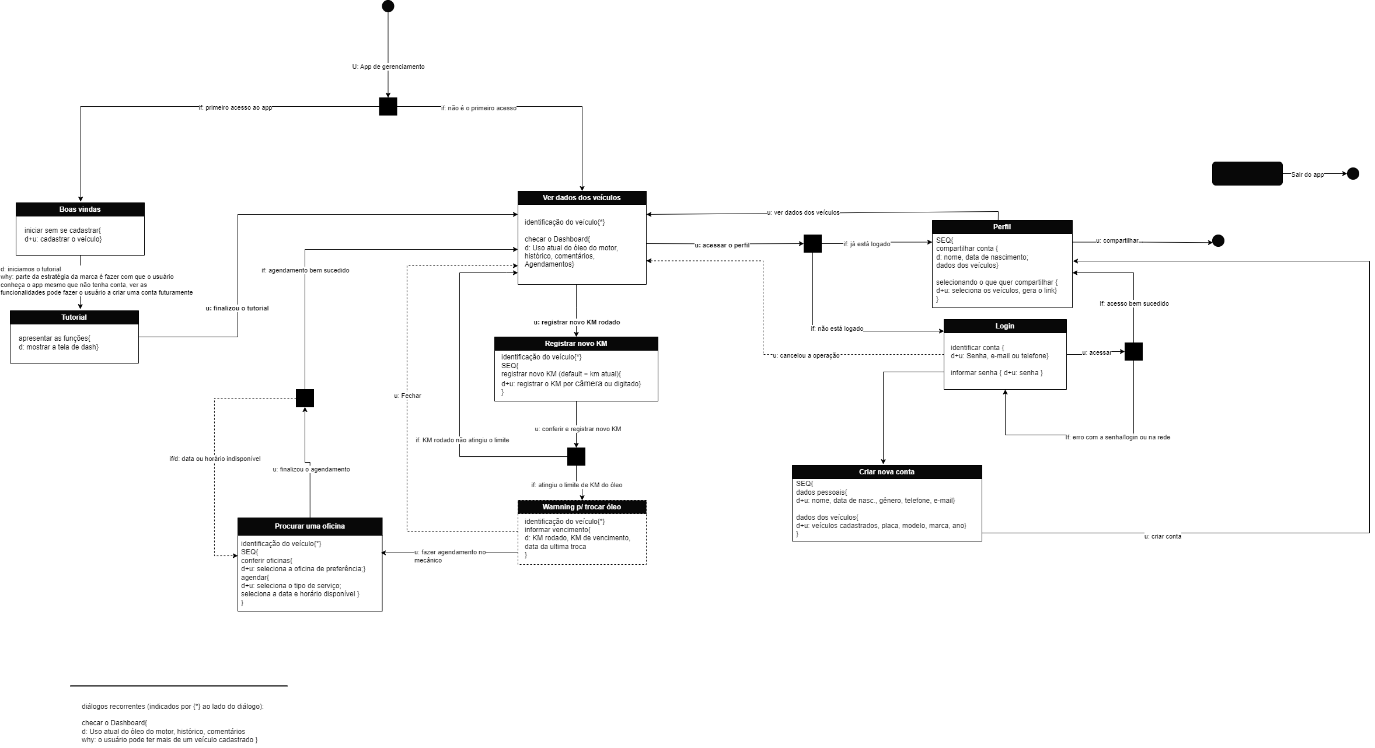 U: App de gerenciamento
if: primeiro acesso ao app
if: não é o primeiro acesso
Sair do app
Boas vindas
iniciar sem se cadastrar{
d+u: cadastrar o veículo}
d: iniciamos o tutorial
why: parte da estratégia da marca é fazer com que o usuário
conheça o app mesmo que não tenha conta, ver as
funcionalidades pode fazer o usuário a criar uma conta futuramente
Tutorial
apresentar as funções{
d: mostrar a tela de dash}
u: finalizou o tutorial
if: agendamento bem sucedido
Ver dados dos veículos
identificação do veículo{*}
checar o Dashboard{
d: Uso atual do óleo do motor,
histórico, comentários,
Agendamentos}
u: ver dados dos veículos
u: acessar o perfil
if: já está logado
if: não está logado
Perfil
SEQ{
compartilhar conta {
d: nome, data de nascimento;
dados dos veículos}
selecionando o que quer compartilhar {
d+u: seleciona os veículos, gera o link}
}
u: compartilhar
If: acesso bem sucedido
Login
identificar conta {
d+u: Senha, e-mail ou telefone}
informar senha { d+u: senha }
u: acessar
If: erro com a senha/login ou na rede
u: cancelou a operação
u: registrar novo KM rodado
Registrar novo KM
identificação do veículo{*}
SEQ{
registrar novo KM (default = km atual){
d+u: registrar o KM por câmera ou digitado}
}
u: Fechar
u: conferir e registrar novo KM
if: KM rodado não atingiu o limite
if: atingiu o limite de KM do óleo
Warnning p/ trocar óleo
identificação do veículo{*}
informar vencimento{
d: KM rodado, KM de vencimento,
data da ultima troca
}
u: fazer agendamento no
mecânico
if/d: data ou horário indisponível
u: finalizou o agendamento
Procurar uma oficina
identificação do veículo{*}
SEQ{
conferir oficinas{
d+u: seleciona a oficina de preferência;}
agendar{
d+u: seleciona o tipo de serviço;
seleciona a data e horário disponível }
}
Criar nova conta
SEQ{
dados pessoais{
d+u: nome, data de nasc., gênero, telefone, e-mail}
dados dos veículos{
d+u: veículos cadastrados, placa, modelo, marca, ano}
}
u: criar conta
diálogos recorrentes (indicados por {*} ao lado do diálogo):
checar o Dashboard{
d: Uso atual do óleo do motor, histórico, comentários
why: o usuário pode ter mais de um veículo cadastrado }